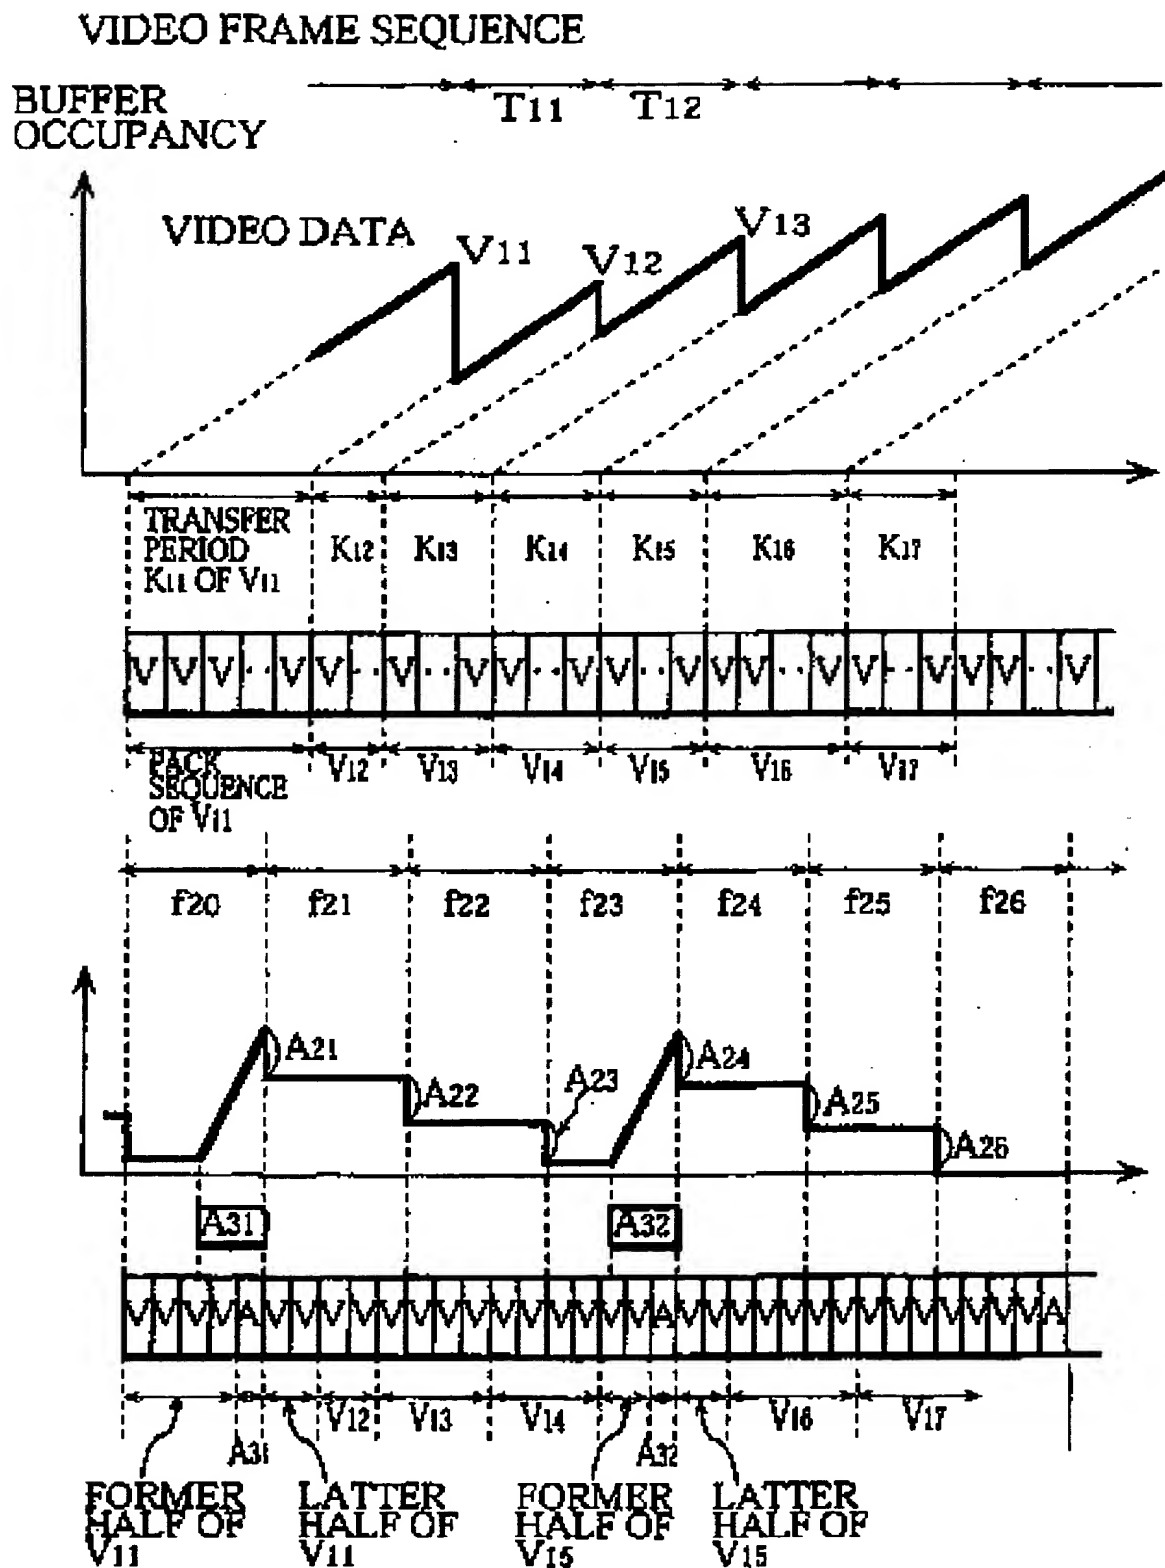 VIDEO FRAME SEQUENCE
BUFFER
OCCUPANCY
T11 T12
VIDEO DATA
V11 V12 V13
TRANSFER
PERIOD
K11 OF V11
K12 K13 K14 K15 K16 K17
V V V ·· V V ·· V ·· V V ·· V V ·· V V V ·· V V ·· V V V ·· V
PACK
SEQUENCE
OF V11
V12 V13 V14 V15 V16 V17
f20 f21 f22 f23 f24 f25 f26
A21 A22 A23 A24 A25 A26
A31 A32
V V V V A V V V V V V V V V V V V V V A V V V V V V V V V V V V V A
V12 V13 V14 V16 V17
A31 A32
FORMER
HALF OF
V11
LATTER
HALF OF
V11
FORMER
HALF OF
V15
LATTER
HALF OF
V15